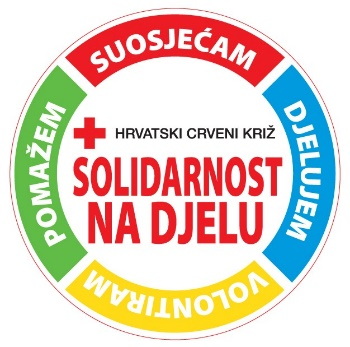 SUOSJEĆAM
DJELUJEM
VOLONTIRAM
POMAŽEM
HRVATSKI CRVENI KRIŽ
SOLIDARNOST
NA DJELU